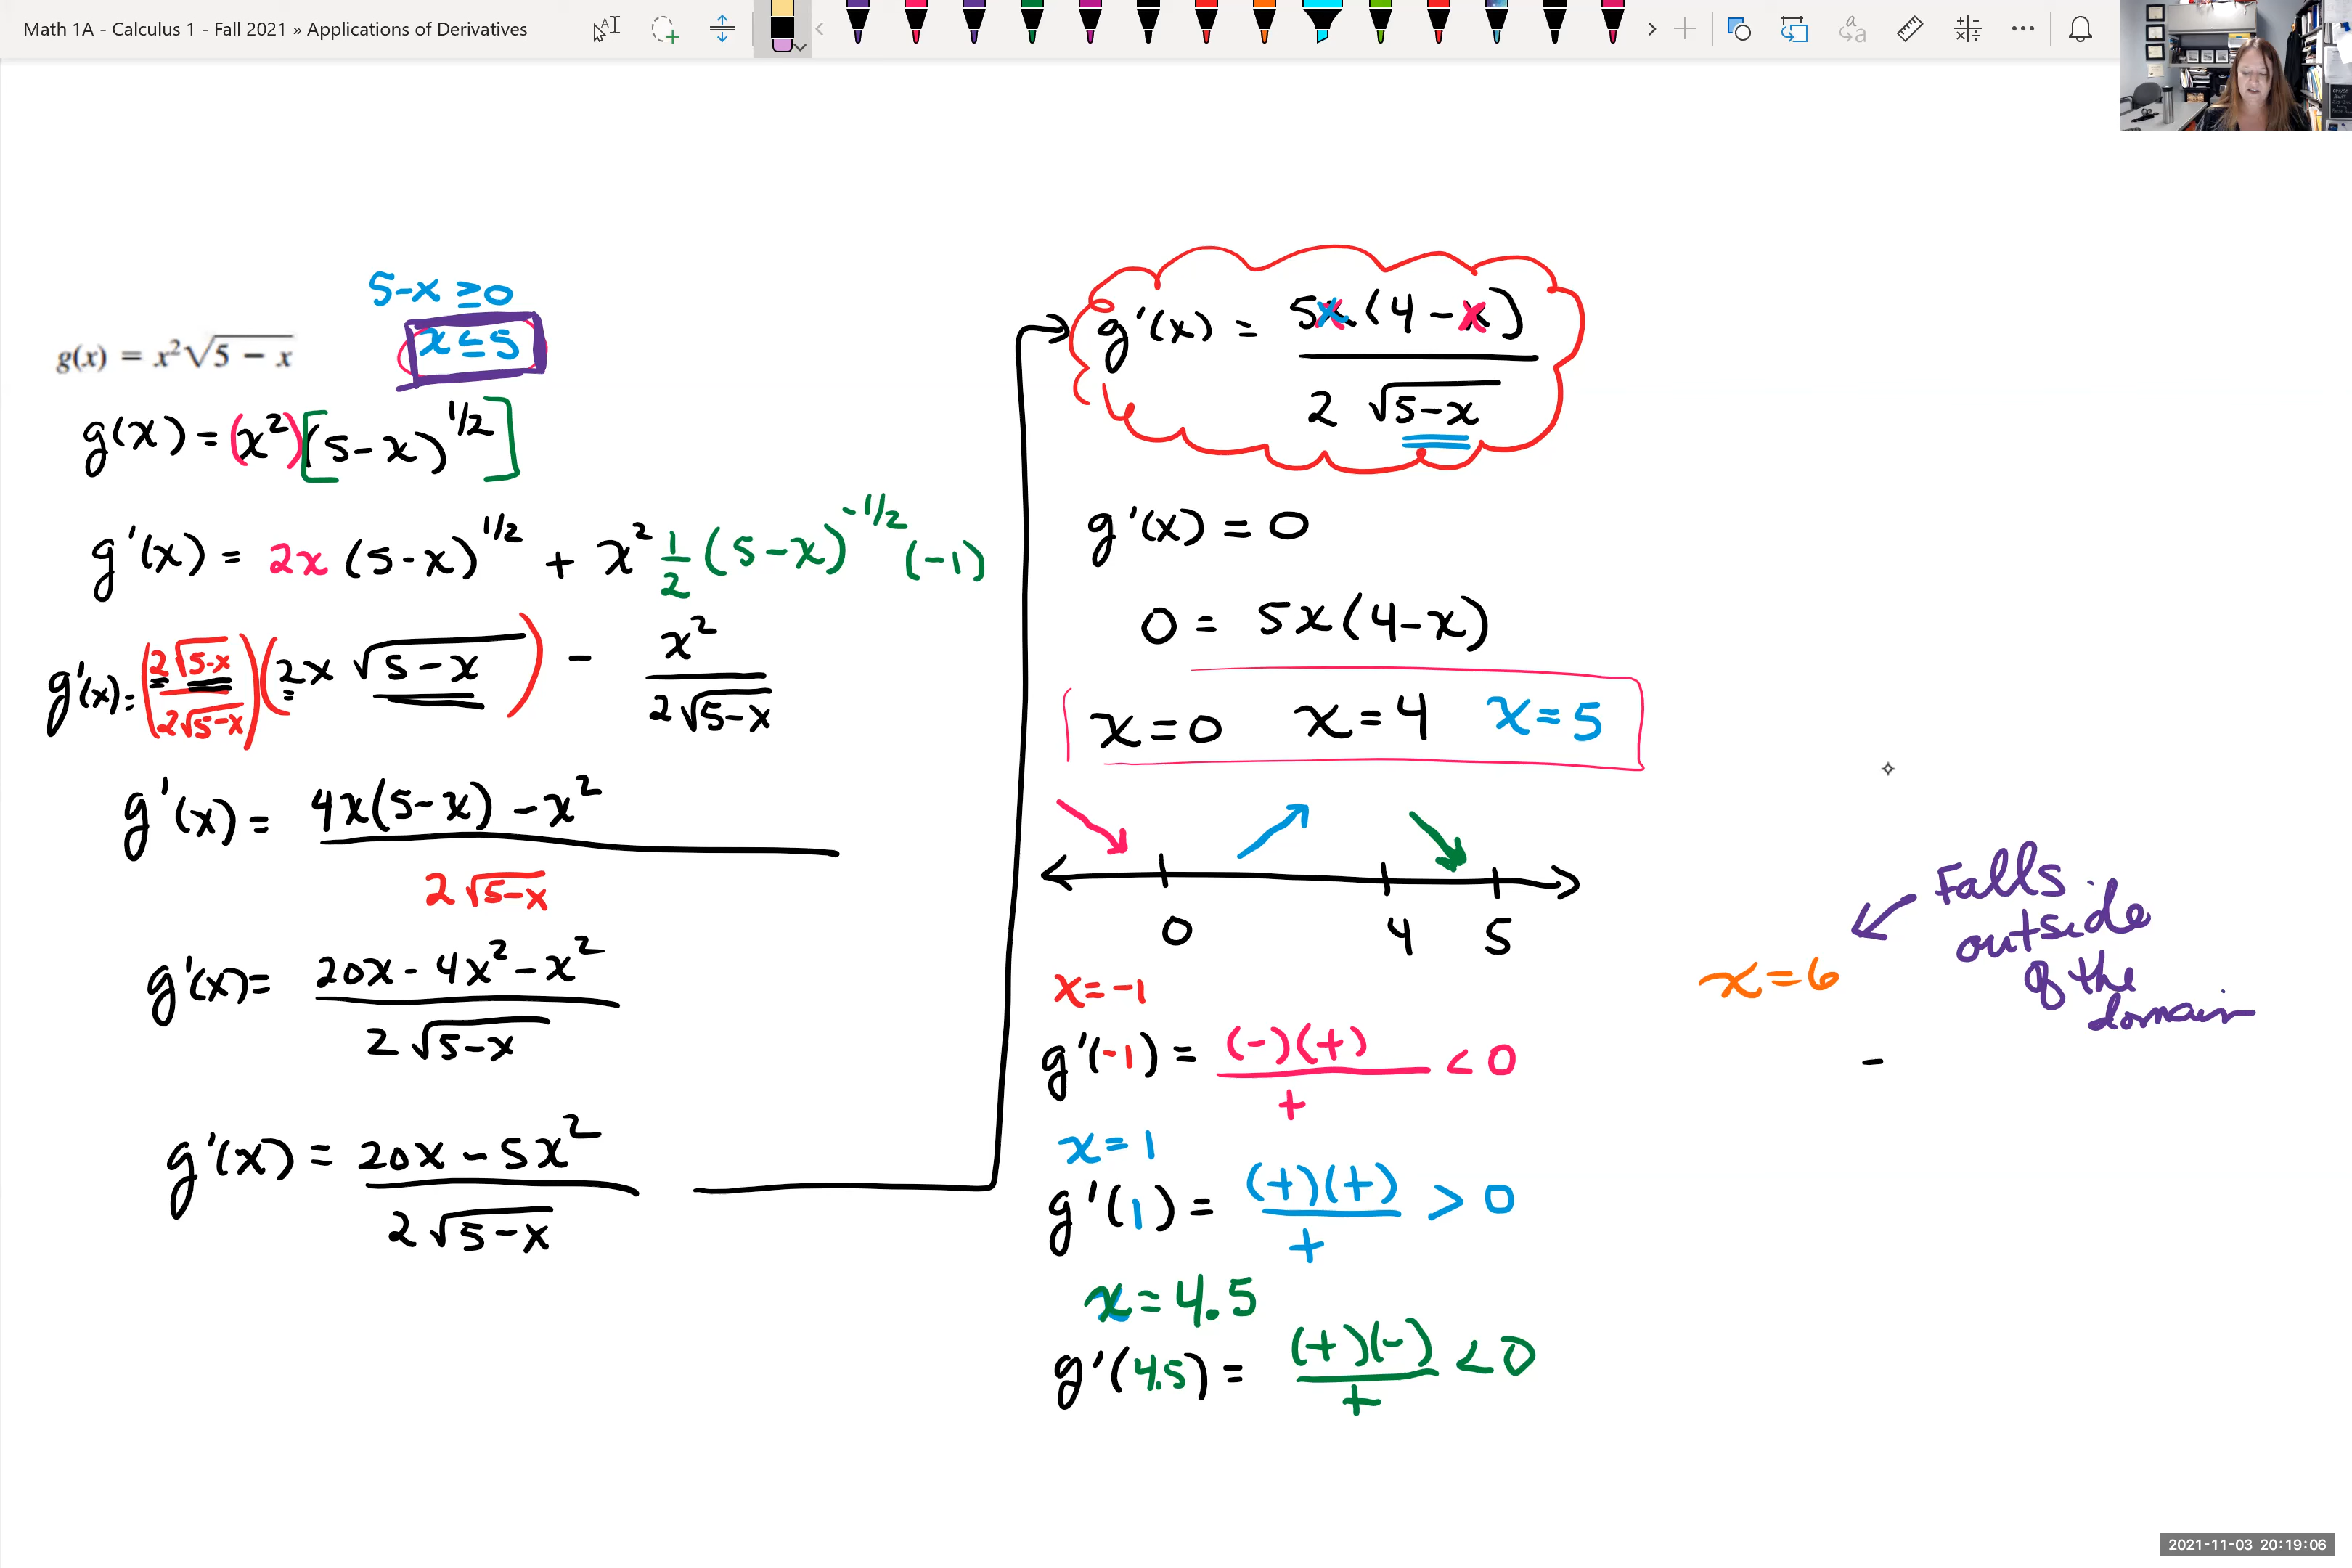 Math 1A - Calculus 1 - Fall 2021 » Applications of Derivatives
5-x ≥0
x ≤ 5
g(x) = x²√(5 − x)
g(x) = (x²)[(5-x)^1/2]
g'(x) = 2x (5-x)^1/2 + x² 1/2 (5-x)^-1/2 (-1)
g'(x) = (2√(5-x) / 2√(5-x)) (2x √(5-x)) - x² / 2√(5-x)
g'(x) = 4x(5-x) - x² / 2√(5-x)
g'(x) = 20x - 4x² - x² / 2√(5-x)
g'(x) = 20x - 5x² / 2√(5-x)
g'(x) = 5x(4-x) / 2√(5-x)
g'(x) = 0
0 = 5x(4-x)
x=0 x=4 x=5
0 4 5
x=-1
g'(-1) = (-)(+) / + < 0
x=1
g'(1) = (+)(+) / + > 0
x=4.5
g'(4.5) = (+)(-) / + < 0
x=6
Falls
outside
of the
domain
-
2021-11-03 20:19:06